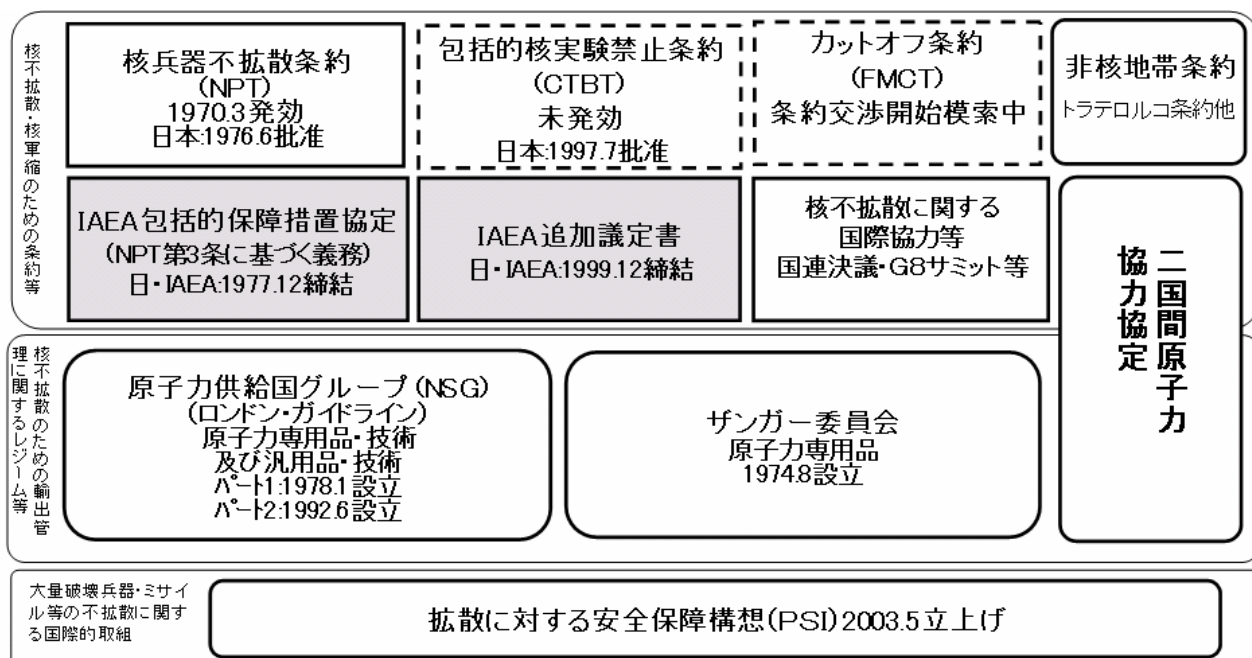 核不拡散・核軍縮のための条約等
核兵器不拡散条約
(NPT)
1970.3発効
日本:1976.6批准
包括的核実験禁止条約
(CTBT)
未発効
日本:1997.7批准
カットオフ条約
(FMCT)
条約交渉開始模索中
非核地帯条約
トラテロルコ条約他
IAEA包括的保障措置協定
(NPT第3条に基づく義務)
日・IAEA:1977.12締結
IAEA追加議定書
日・IAEA:1999.12締結
核不拡散に関する
国際協力等
国連決議・G8サミット等
二国間原子力
協力協定
核不拡散のための輸出管
理に関するレジーム等
原子力供給国グループ(NSG)
(ロンドン・ガイドライン)
原子力専用品・技術
及び汎用品・技術
パート1:1978.1設立
パート2:1992.6設立
ザンガー委員会
原子力専用品
1974.8設立
大量破壊兵器・ミサイ
ル等の不拡散に関す
る国際的取組
拡散に対する安全保障構想(PSI)2003.5立上げ